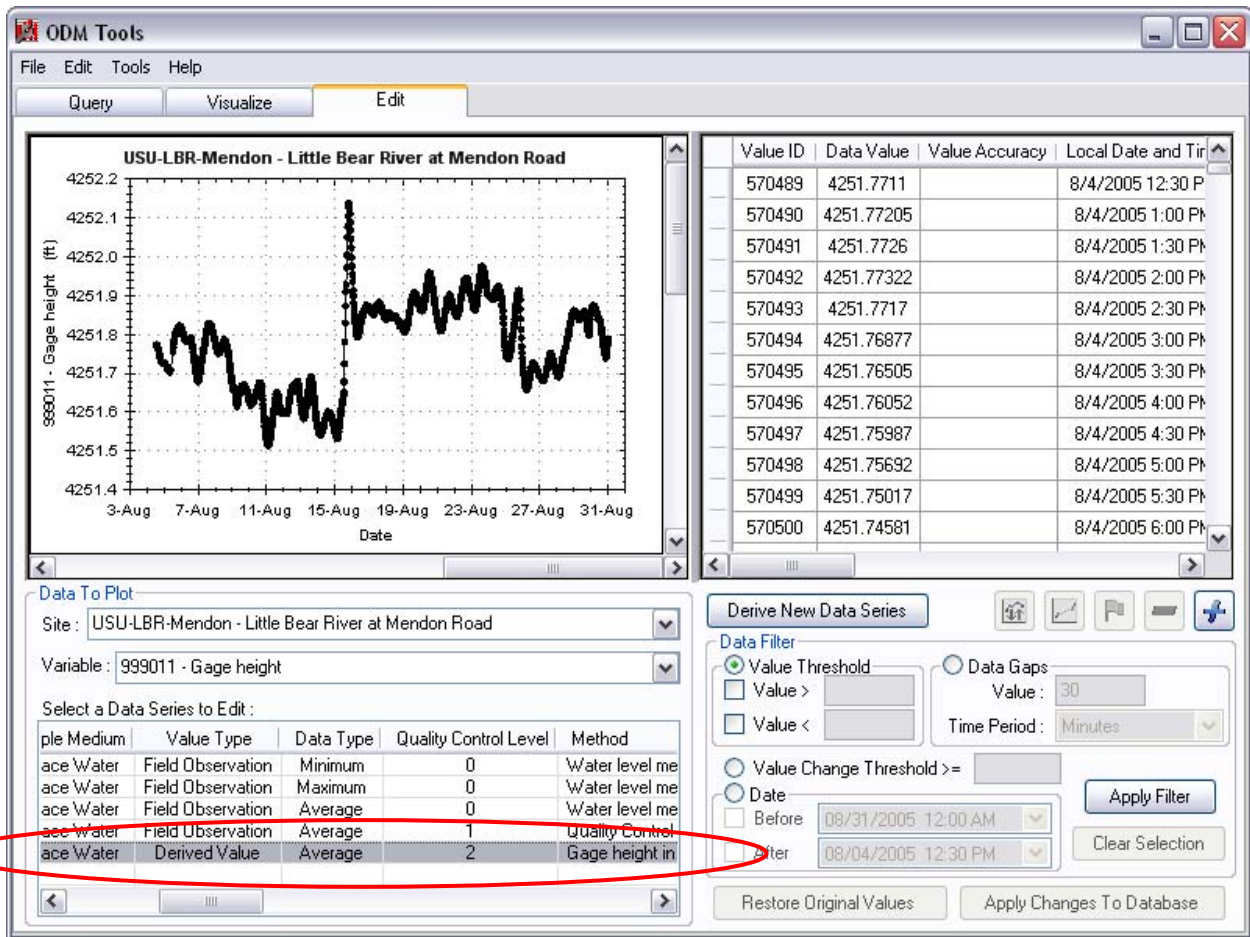 ODM Tools
File Edit Tools Help
Query Visualize Edit
USU-LBR-Mendon - Little Bear River at Mendon Road
999011 - Gage height (ft)
4252.2
4252.1
4252.0
4251.9
4251.8
4251.7
4251.6
4251.5
4251.4
3-Aug 7-Aug 11-Aug 15-Aug 19-Aug 23-Aug 27-Aug 31-Aug
Date
Value ID Data Value Value Accuracy Local Date and Tir
570489 4251.7711 8/4/2005 12:30 P
570490 4251.77205 8/4/2005 1:00 PM
570491 4251.7726 8/4/2005 1:30 PM
570492 4251.77322 8/4/2005 2:00 PM
570493 4251.7717 8/4/2005 2:30 PM
570494 4251.76877 8/4/2005 3:00 PM
570495 4251.76505 8/4/2005 3:30 PM
570496 4251.76052 8/4/2005 4:00 PM
570497 4251.75987 8/4/2005 4:30 PM
570498 4251.75692 8/4/2005 5:00 PM
570499 4251.75017 8/4/2005 5:30 PM
570500 4251.74581 8/4/2005 6:00 PM
Data To Plot
Site : USU-LBR-Mendon - Little Bear River at Mendon Road
Variable : 999011 - Gage height
Select a Data Series to Edit :
ple Medium Value Type Data Type Quality Control Level Method
ace Water Field Observation Minimum 0 Water level me
ace Water Field Observation Maximum 0 Water level me
ace Water Field Observation Average 0 Water level me
ace Water Field Observation Average 1 Quality Control
ace Water Derived Value Average 2 Gage height in
Derive New Data Series
Data Filter
Value Threshold
Value >
Value <
Data Gaps
Value : 30
Time Period : Minutes
Value Change Threshold >=
Date
Before 08/31/2005 12:00 AM
After 08/04/2005 12:30 PM
Apply Filter
Clear Selection
Restore Original Values Apply Changes To Database